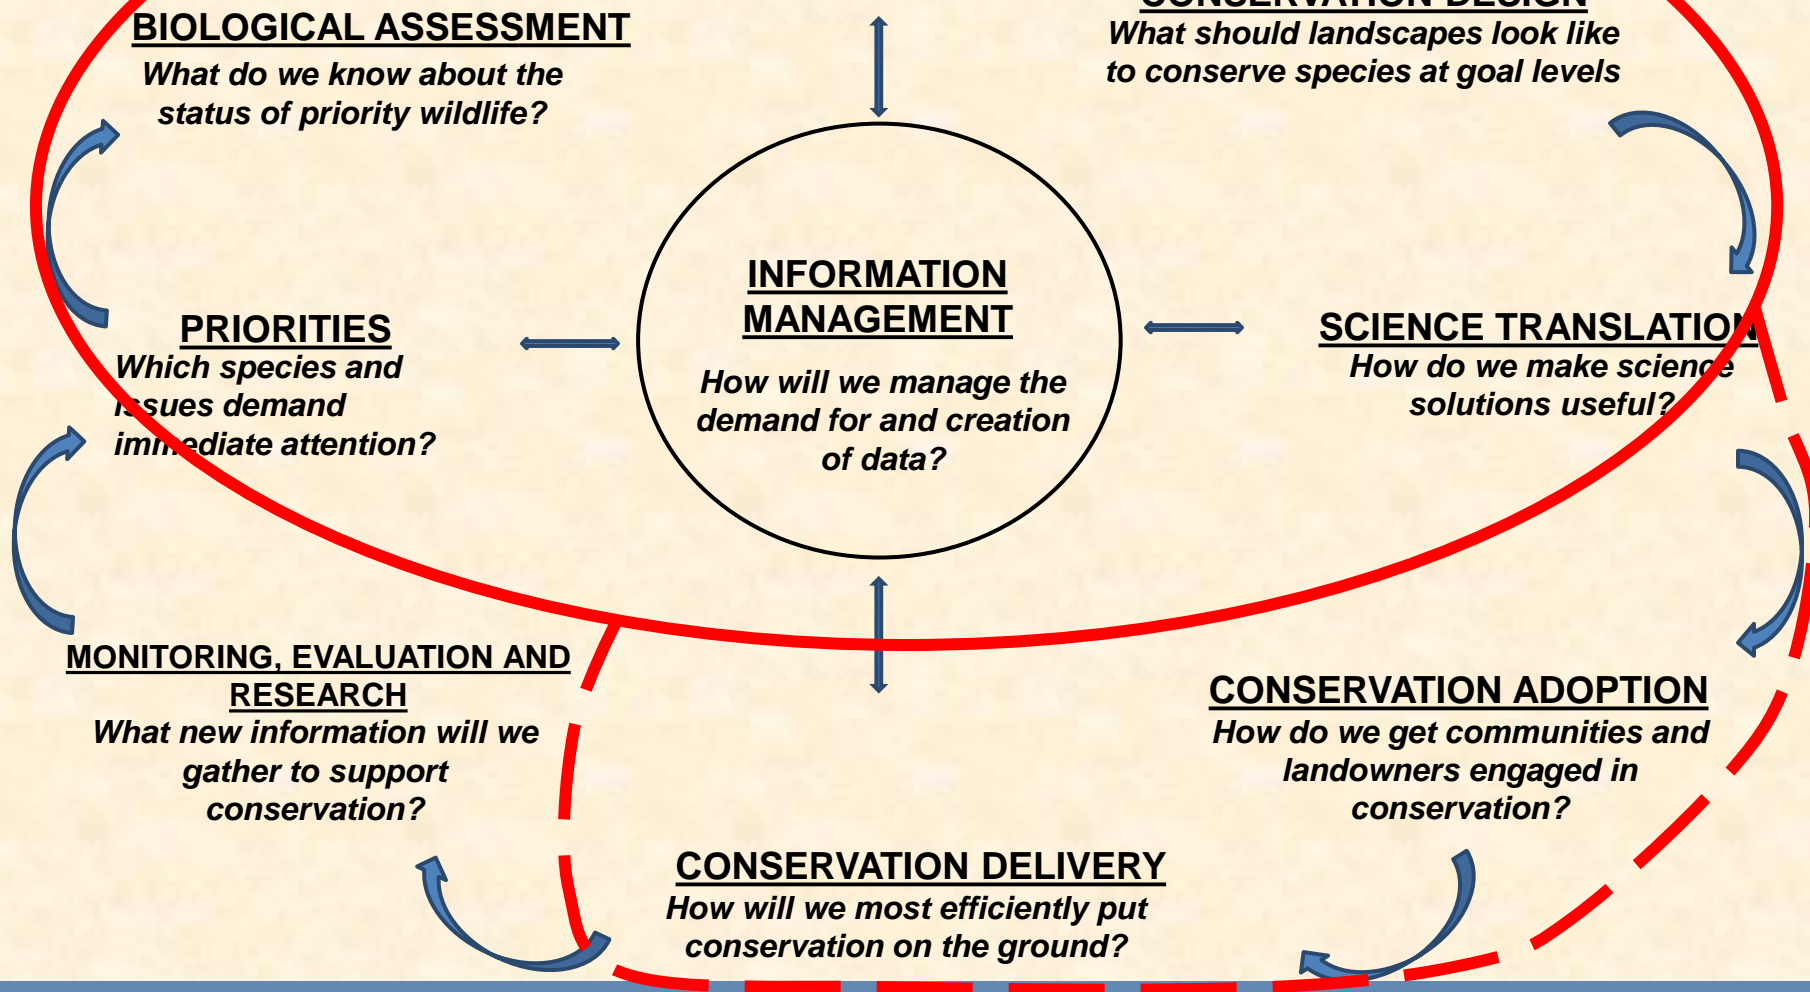 BIOLOGICAL ASSESSMENT
What do we know about the
status of priority wildlife?
CONSERVATION DESIGN
What should landscapes look like
to conserve species at goal levels
INFORMATION
MANAGEMENT
How will we manage the
demand for and creation
of data?
PRIORITIES
Which species and
issues demand
immediate attention?
SCIENCE TRANSLATION
How do we make science
solutions useful?
MONITORING, EVALUATION AND
RESEARCH
What new information will we
gather to support
conservation?
CONSERVATION ADOPTION
How do we get communities and
landowners engaged in
conservation?
CONSERVATION DELIVERY
How will we most efficiently put
conservation on the ground?